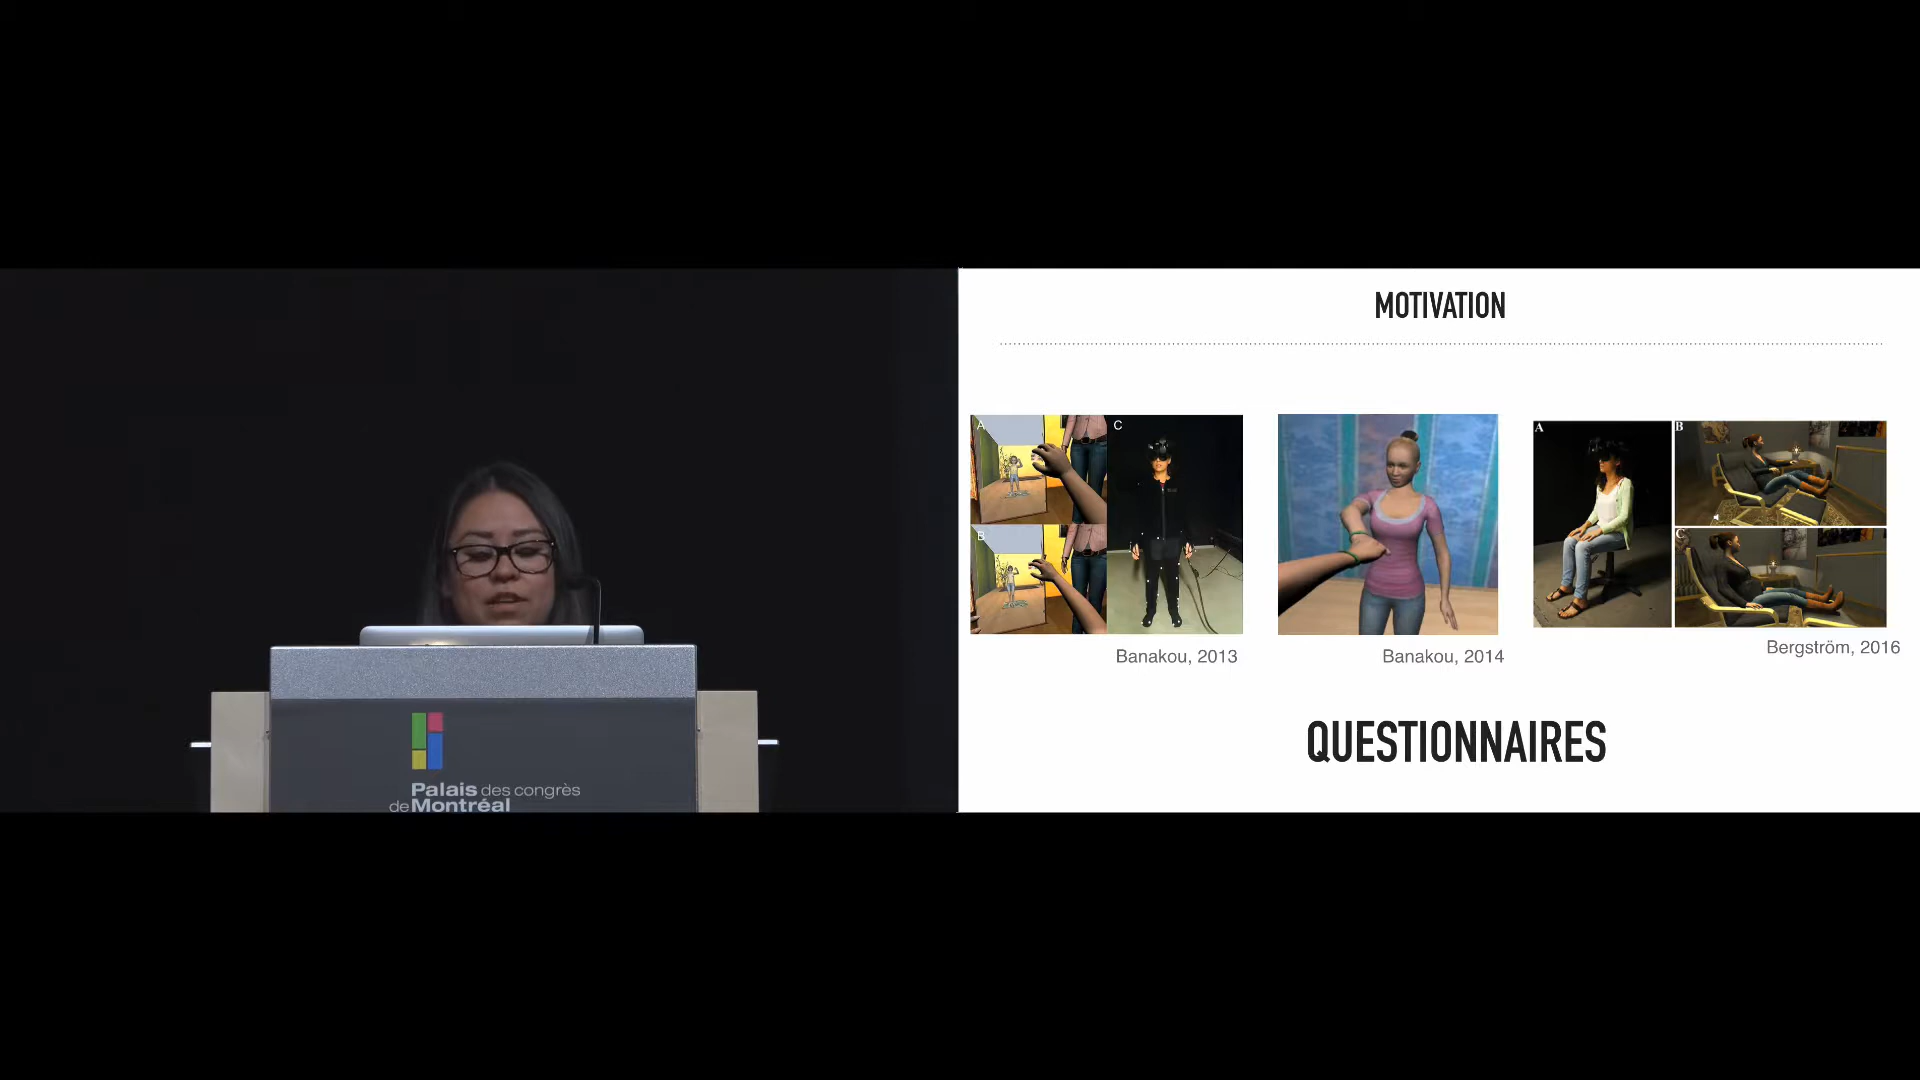 MOTIVATION
A
B
C
Banakou, 2013
Banakou, 2014
A
B
C
Bergström, 2016
QUESTIONNAIRES
Palais des congrès
de Montréal